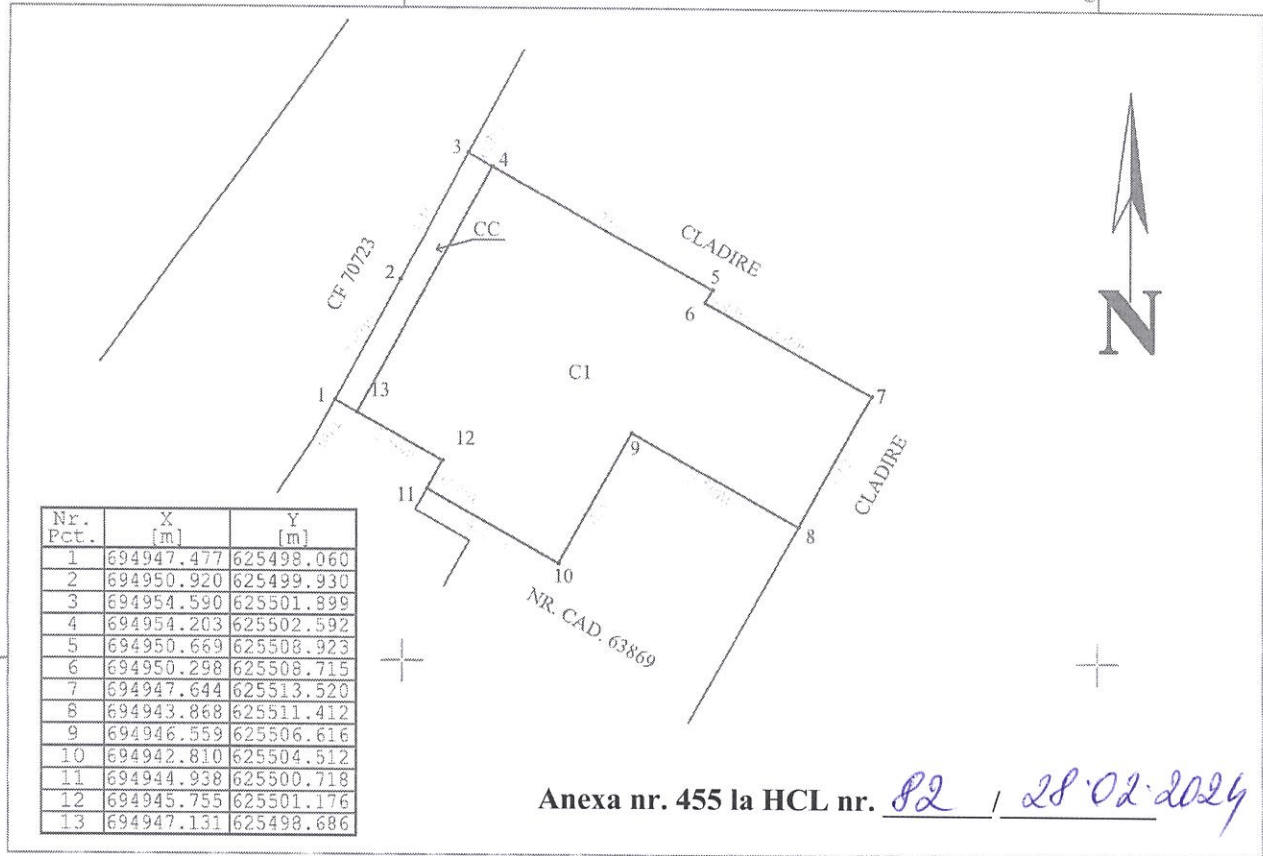 3
4
CC
CF 70723
2
CLADIRE
5
6
N
C1
1
13
7
12
9
CLADIRE
11
8
10
NR. CAD. 63869
Nr. Pct. X [m] Y [m]
1 694947.477 625498.060
2 694950.920 625499.930
3 694954.590 625501.899
4 694954.203 625502.592
5 694950.669 625508.923
6 694950.298 625508.715
7 694947.644 625513.520
8 694943.868 625511.412
9 694946.559 625506.616
10 694942.810 625504.512
11 694944.938 625500.718
12 694945.755 625501.176
13 694947.131 625498.686
Anexa nr. 455 la HCL nr. 82 / 28.02.2024